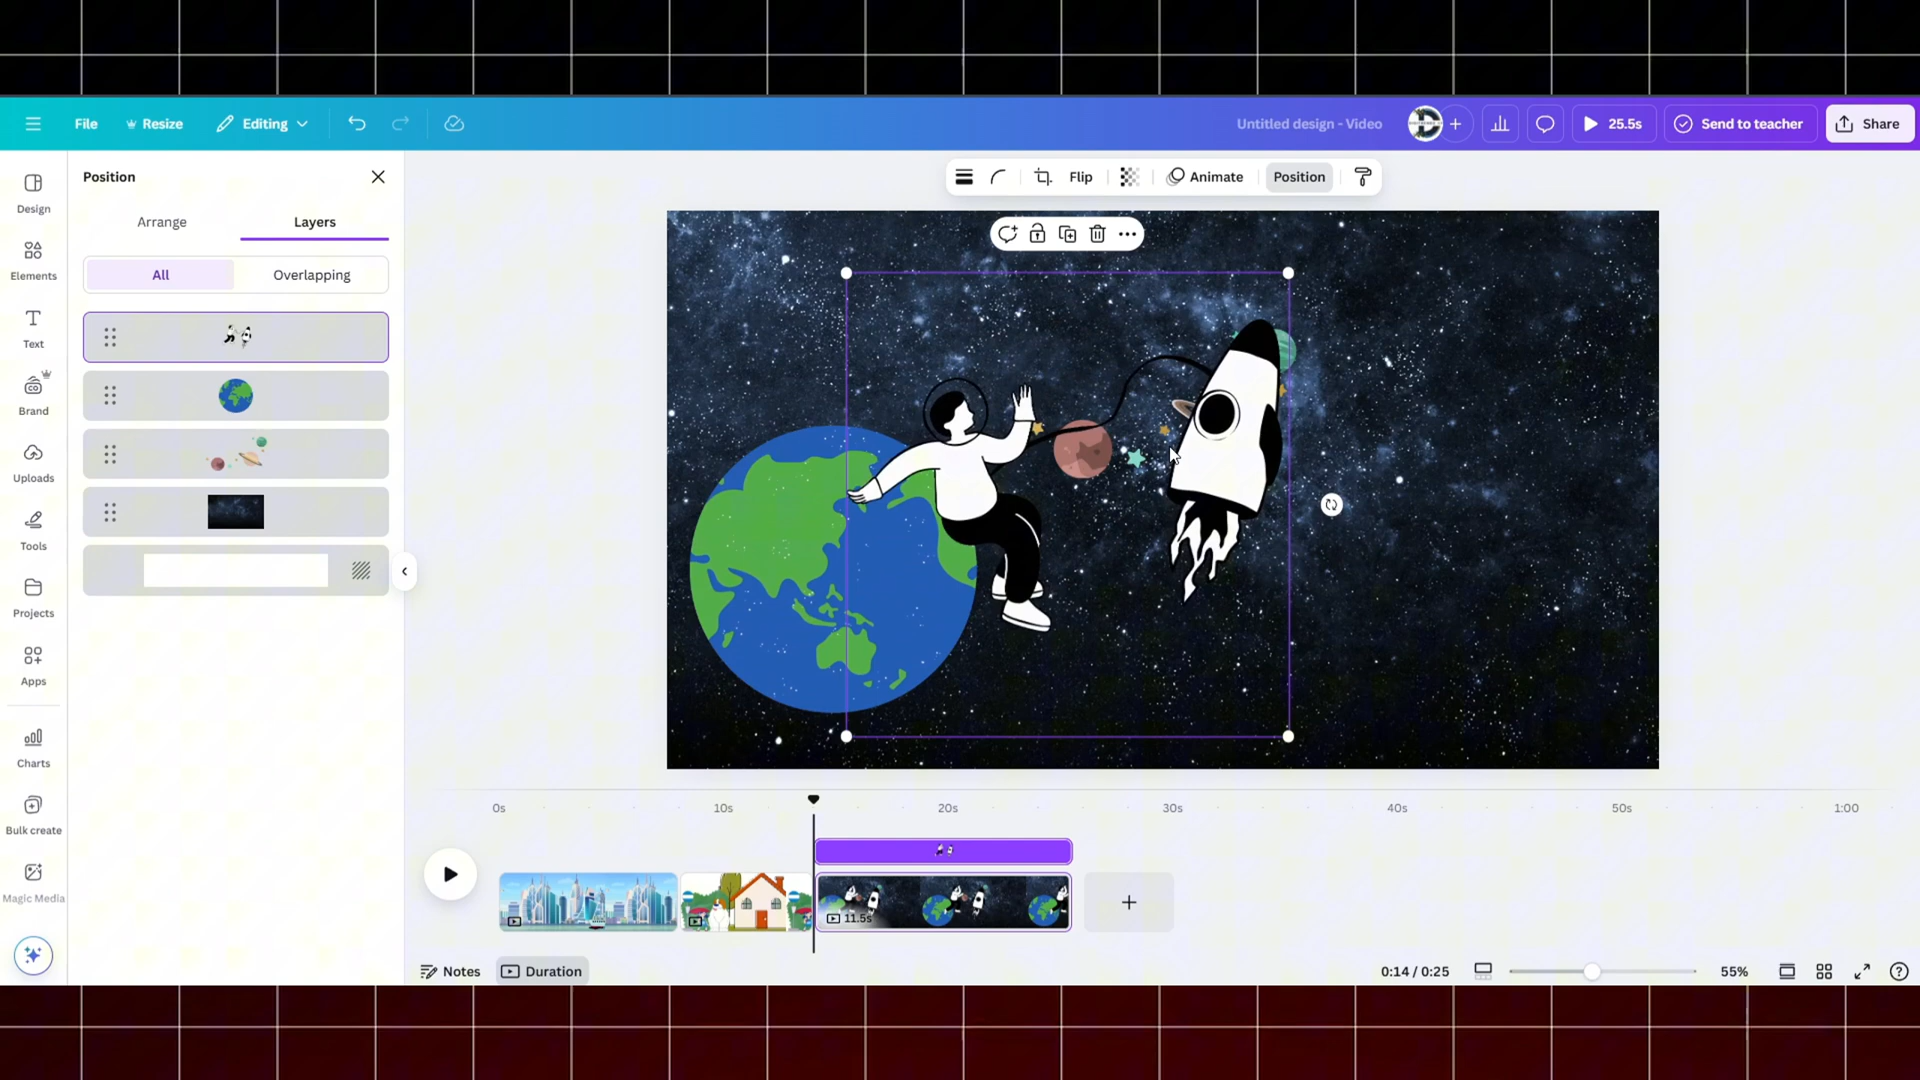 File
Resize
Editing
Untitled design - Video
25.5s
Send to teacher
Share
Position
Flip
Animate
Position
Design
Elements
Text
Brand
Uploads
Tools
Projects
Apps
Charts
Bulk create
Magic Media
Arrange
Layers
All
Overlapping
0s
10s
20s
30s
40s
50s
1:00
11.5s
Notes
Duration
0:14 / 0:25
55%